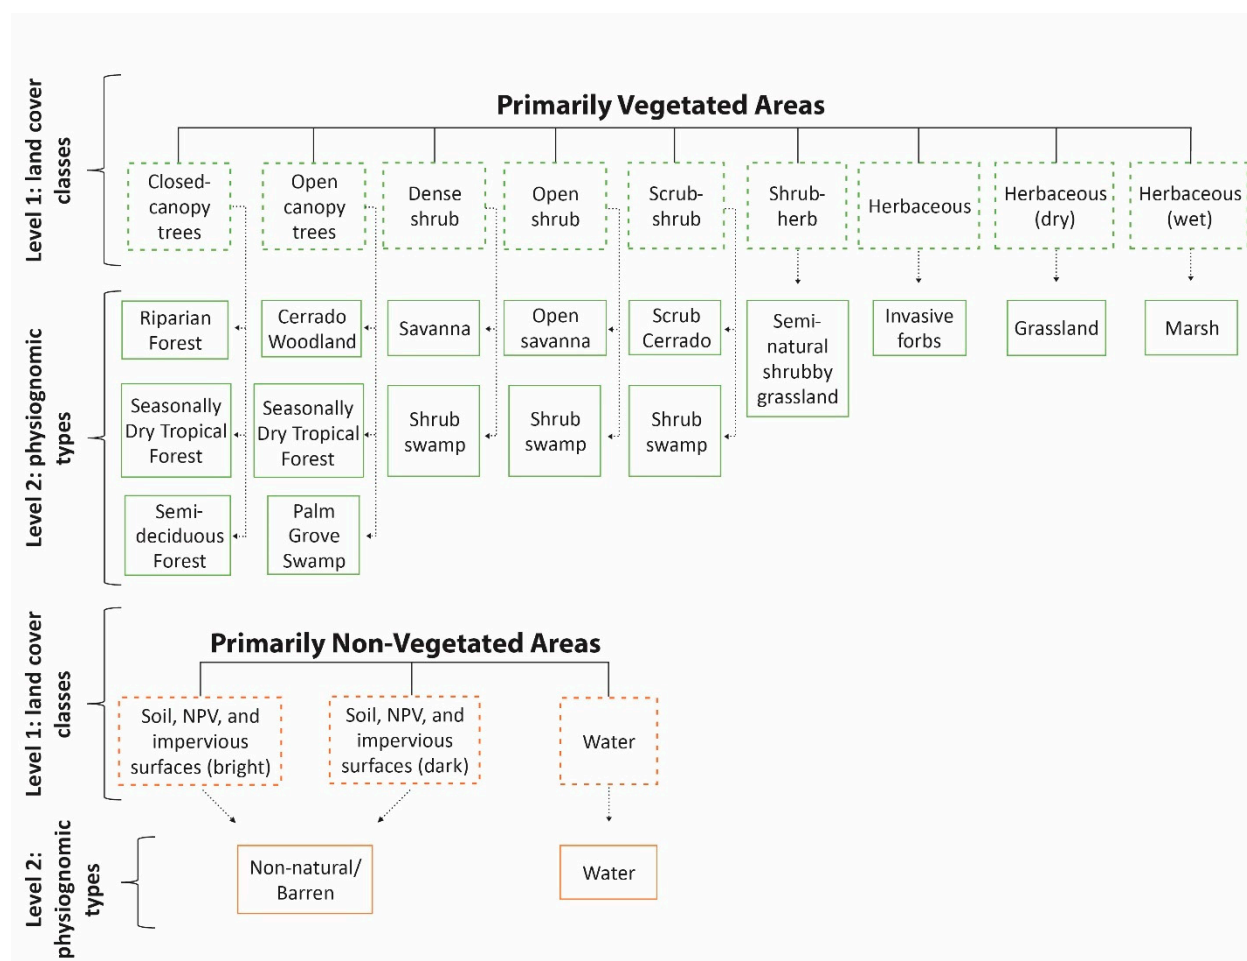 Level 1: land cover
classes
Primarily Vegetated Areas
Closed-
canopy
trees
Open
canopy
trees
Dense
shrub
Open
shrub
Scrub-
shrub
Shrub-
herb
Herbaceous
Herbaceous
(dry)
Herbaceous
(wet)
Level 2: physiognomic
types
Riparian
Forest
Cerrado
Woodland
Savanna
Open
savanna
Scrub
Cerrado
Semi-
natural
shrubby
grassland
Invasive
forbs
Grassland
Marsh
Seasonally
Dry Tropical
Forest
Seasonally
Dry Tropical
Forest
Shrub
swamp
Shrub
swamp
Shrub
swamp
Semi-
deciduous
Forest
Palm
Grove
Swamp
Level 1: land cover
classes
Primarily Non-Vegetated Areas
Soil, NPV, and
impervious
surfaces (bright)
Soil, NPV, and
impervious
surfaces (dark)
Water
Level 2:
physiognomic
types
Non-natural/
Barren
Water